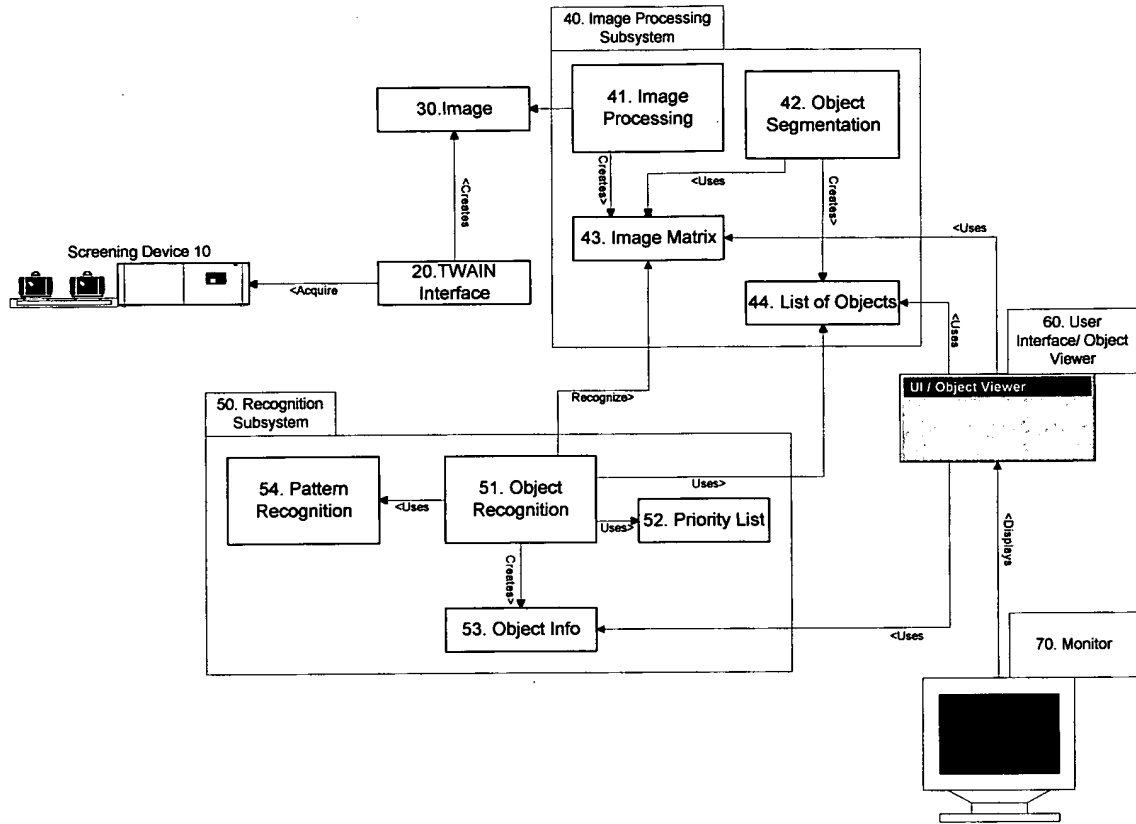 40. Image Processing
Subsystem
41. Image
Processing
42. Object
Segmentation
30.Image
Creates>
<Uses
Creates>
<Creates
43. Image Matrix
<Uses
Screening Device 10
20.TWAIN
Interface
<Acquire
44. List of Objects
<Uses
60. User
Interface/ Object
Viewer
UI / Object Viewer
Recognize>
50. Recognition
Subsystem
54. Pattern
Recognition
<Uses
51. Object
Recognition
Uses>
Uses>
52. Priority List
<Displays
Creates>
53. Object Info
<Uses
70. Monitor